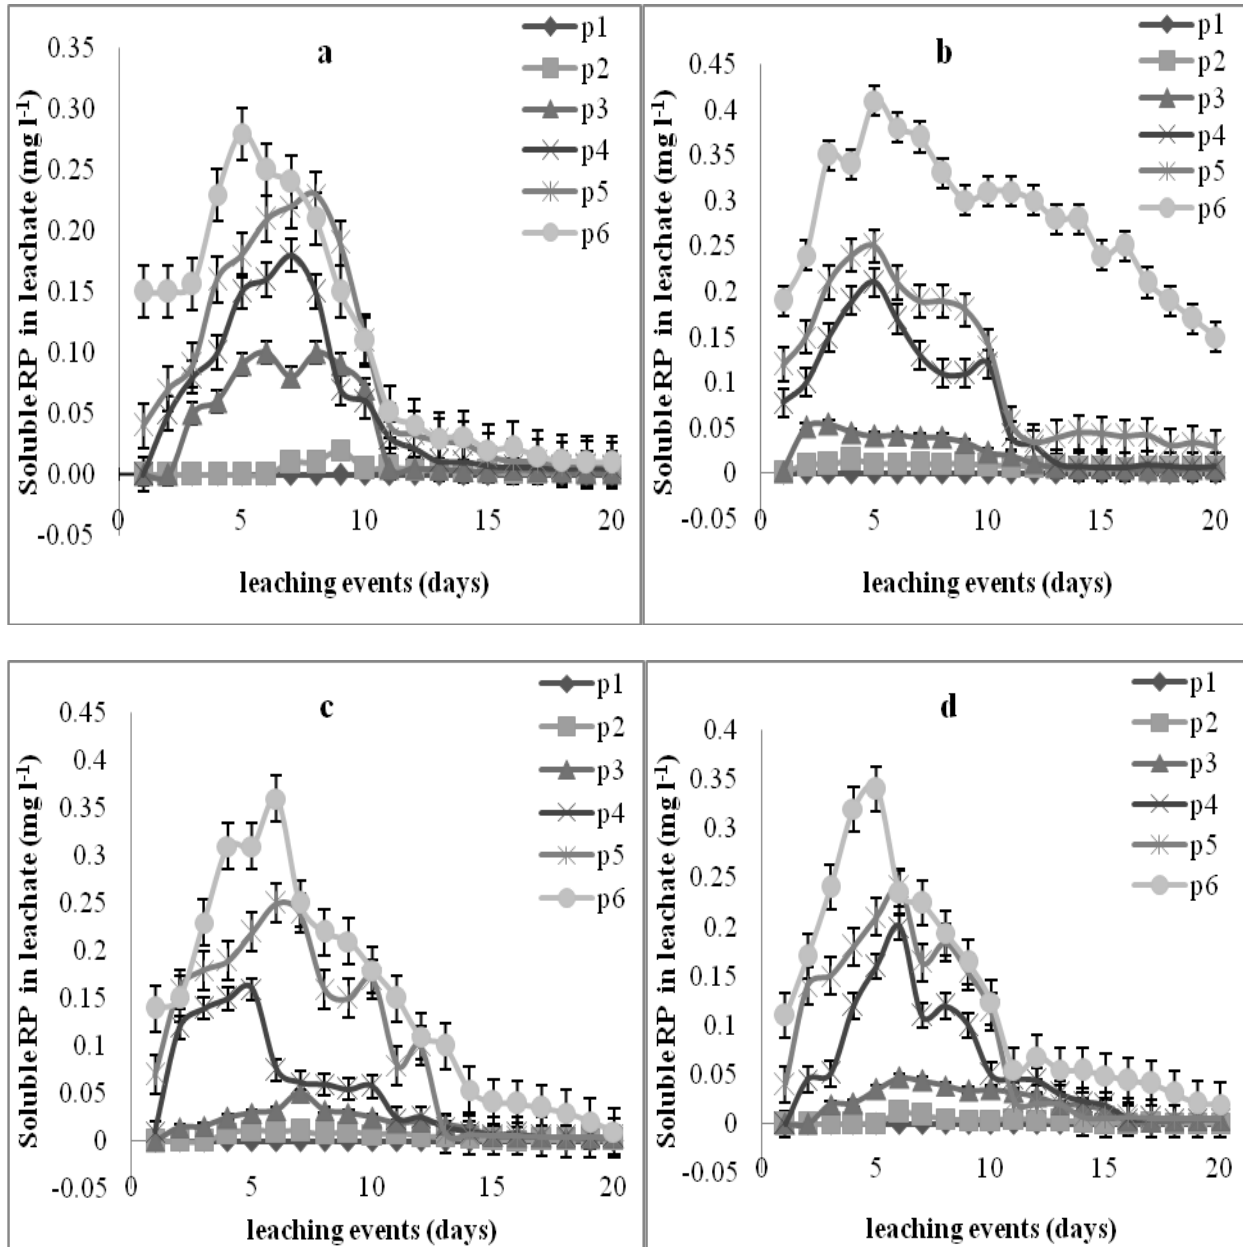 a
Soluble RP in leachate (mg l-1)
0.35
0.30
0.25
0.20
0.15
0.10
0.05
0.00
-0.05
0 5 10 15 20
leaching events (days)
p1
p2
p3
p4
p5
p6
b
Soluble RP in leachate (mg l-1)
0.45
0.4
0.35
0.3
0.25
0.2
0.15
0.1
0.05
0
-0.05
0 5 10 15 20
leaching events (days)
p1
p2
p3
p4
p5
p6
c
Soluble RP in leachate (mg l-1)
0.45
0.4
0.35
0.3
0.25
0.2
0.15
0.1
0.05
0
-0.05
0 5 10 15 20
leaching events (days)
p1
p2
p3
p4
p5
p6
d
Soluble RP in leachate (mg l-1)
0.4
0.35
0.3
0.25
0.2
0.15
0.1
0.05
0
-0.05
0 5 10 15 20
leaching events (days)
p1
p2
p3
p4
p5
p6